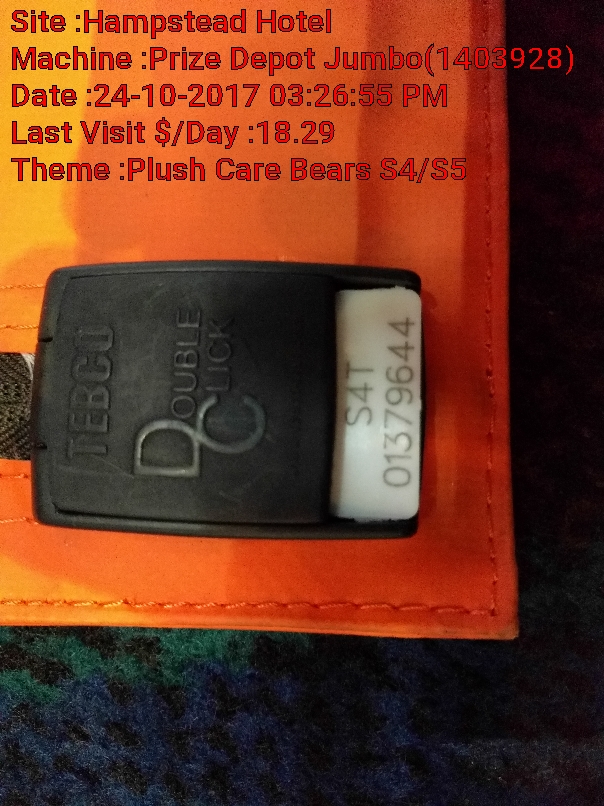 Site :Hampstead Hotel
Machine :Prize Depot Jumbo(1403928)
Date :24-10-2017 03:26:55 PM
Last Visit $/Day :18.29
Theme :Plush Care Bears S4/S5
TEBCO
DOUBLE
CLICK
S4T
01379644